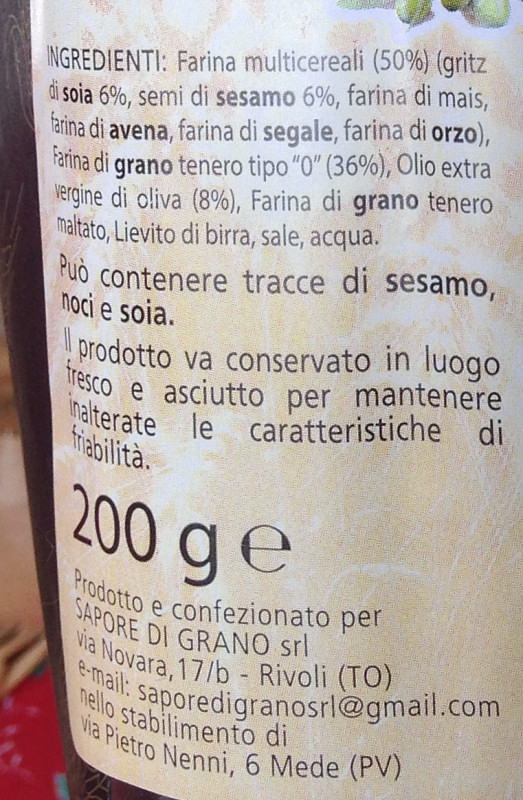 INGREDIENTI: Farina multicereali (50%) (gritz
di soia 6%, semi di sesamo 6%, farina di mais,
farina di avena, farina di segale, farina di orzo),
Farina di grano tenero tipo "0" (36%), Olio extra
vergine di oliva (8%), Farina di grano tenero
maltato, Lievito di birra, sale, acqua.
Può contenere tracce di sesamo,
noci e soia.
Il prodotto va conservato in luogo
fresco e asciutto per mantenere
inalterate le caratteristiche di
friabilità.
200 g e
Prodotto e confezionato per
SAPORE DI GRANO srl
via Novara, 17/b - Rivoli (TO)
e-mail: saporedigranosrl@gmail.com
nello stabilimento di
via Pietro Nenni, 6 Mede (PV)